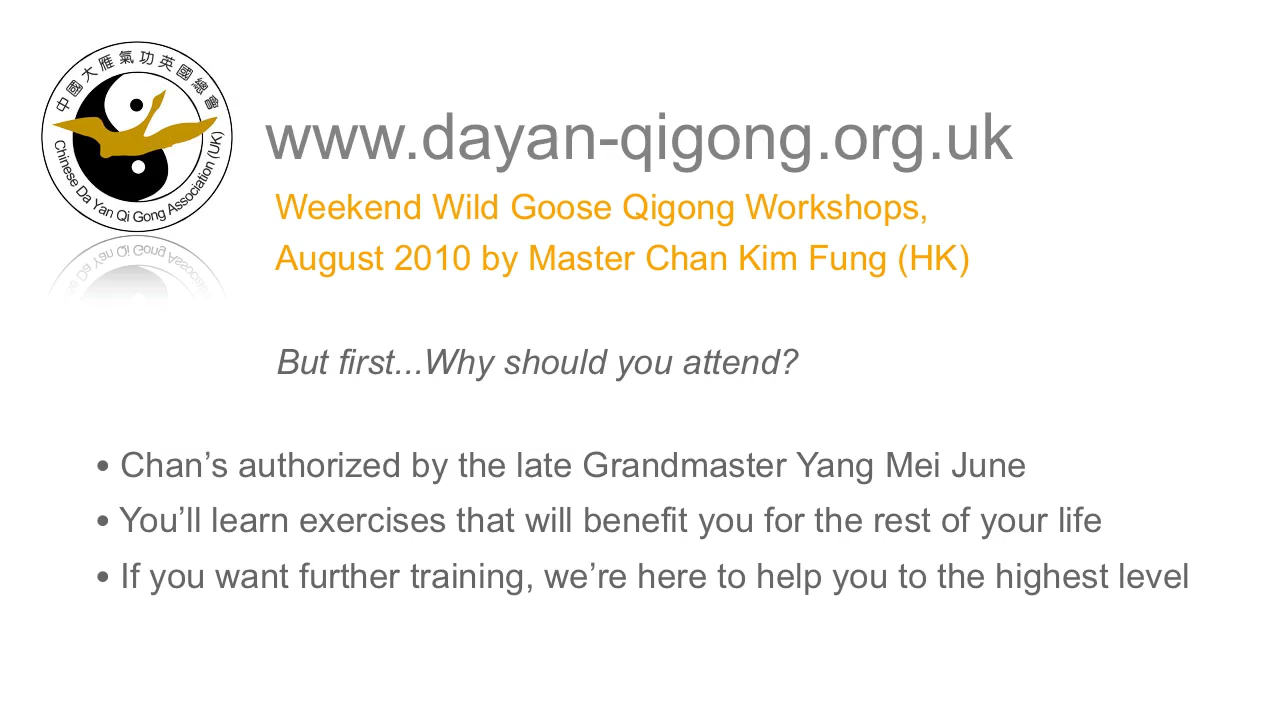 中國大雁氣功英國總會
Chinese Da Yan Qi Gong Association (UK)
www.dayan-qigong.org.uk
Weekend Wild Goose Qigong Workshops,
August 2010 by Master Chan Kim Fung (HK)
But first...Why should you attend?
• Chan’s authorized by the late Grandmaster Yang Mei June
• You’ll learn exercises that will benefit you for the rest of your life
• If you want further training, we’re here to help you to the highest level